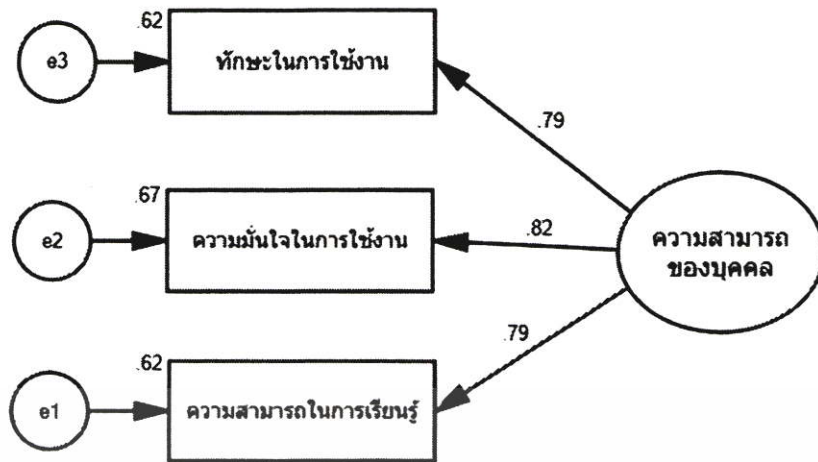 .62
e3
ทักษะในการใช้งาน
.79
.67
e2
ความมั่นใจในการใช้งาน
.82
ความสามารถ
ของบุคคล
.62
.79
e1
ความสามารถในการเรียนรู้